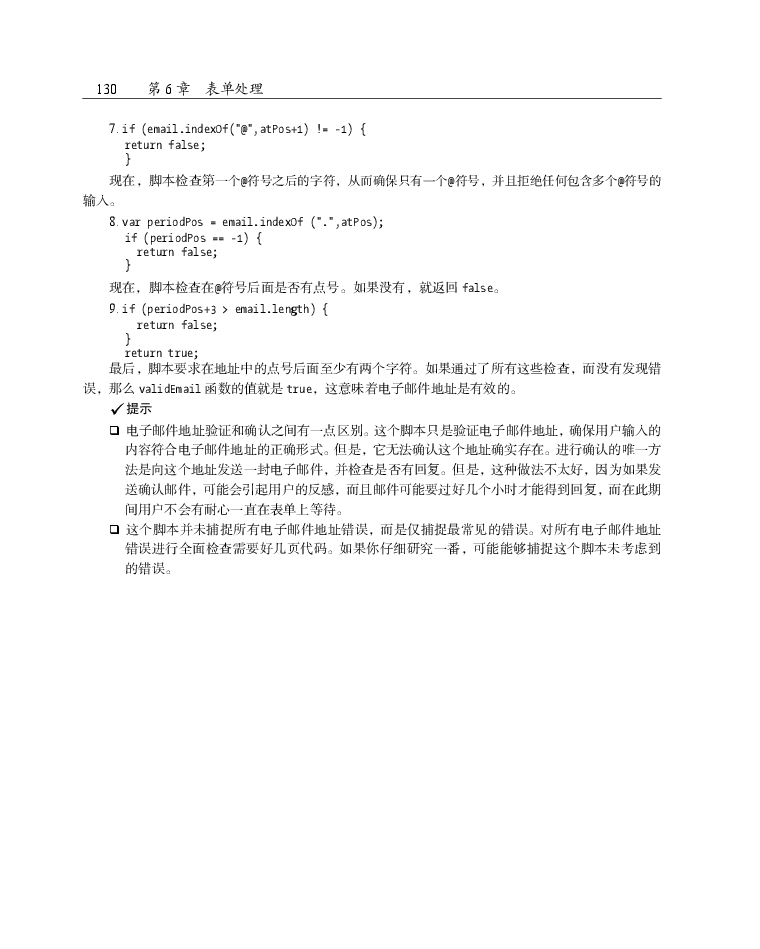 130 第 6 章 表单处理
7. if (email.indexOf("@",atPos+1) != -1) {
return false;
}
现在，脚本检查第一个@符号之后的字符，从而确保只有一个@符号，并且拒绝任何包含多个@符号的
输入。
8. var periodPos = email.indexOf (".",atPos);
if (periodPos == -1) {
return false;
}
现在，脚本检查在@符号后面是否有点号。如果没有，就返回 false。
9. if (periodPos+3 > email.length) {
return false;
}
return true;
最后，脚本要求在地址中的点号后面至少有两个字符。如果通过了所有这些检查，而没有发现错
误，那么 validEmail 函数的值就是 true，这意味着电子邮件地址是有效的。
✓提示
❑ 电子邮件地址验证和确认之间有一点区别。这个脚本只是验证电子邮件地址，确保用户输入的
内容符合电子邮件地址的正确形式。但是，它无法确认这个地址确实存在。进行确认的唯一方
法是向这个地址发送一封电子邮件，并检查是否有回复。但是，这种做法不太好，因为如果发
送确认邮件，可能会引起用户的反感，而且邮件可能要过好几个小时才能得到回复，而在此期
间用户不会有耐心一直在表单上等待。
❑ 这个脚本并未捕捉所有电子邮件地址错误，而是仅捕捉最常见的错误。对所有电子邮件地址
错误进行全面检查需要好几页代码。如果你仔细研究一番，可能能够捕捉这个脚本未考虑到
的错误。